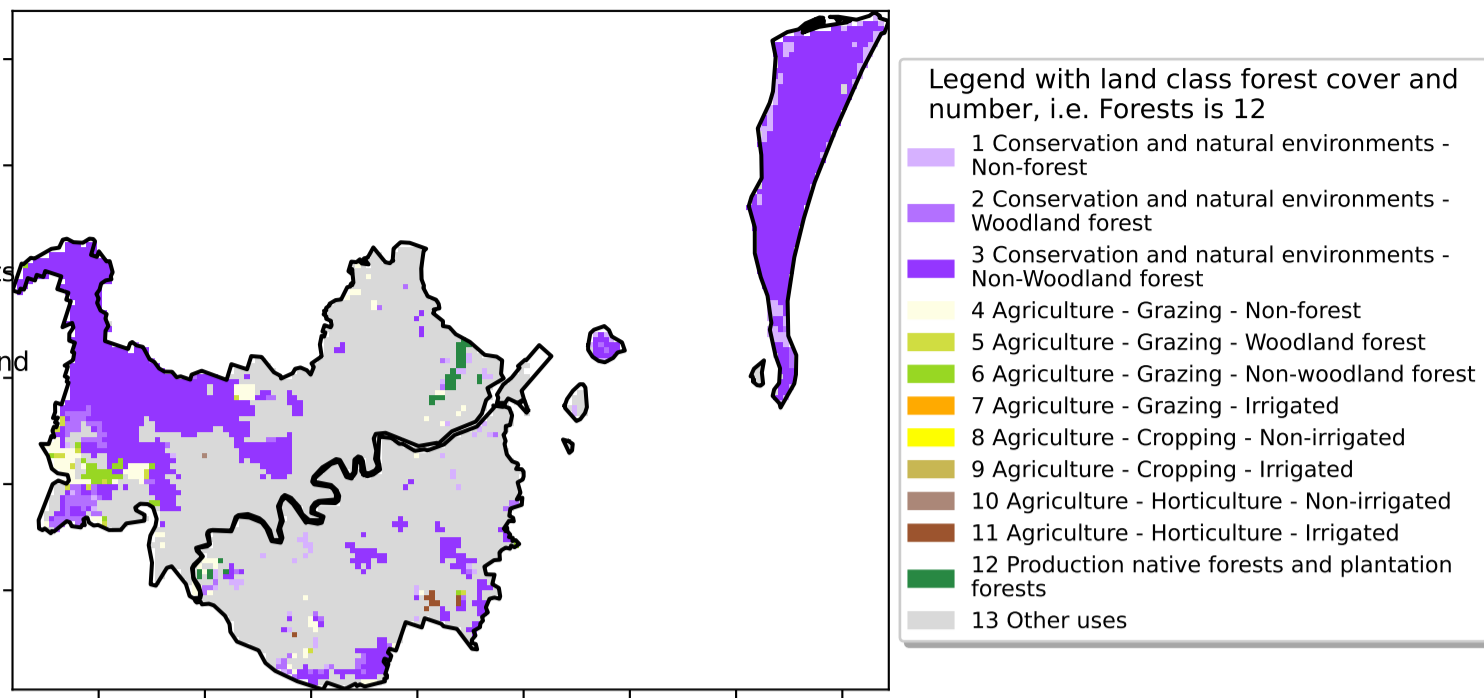 Legend with land class forest cover and
number, i.e. Forests is 12
1 Conservation and natural environments -
Non-forest
2 Conservation and natural environments -
Woodland forest
3 Conservation and natural environments -
Non-Woodland forest
4 Agriculture - Grazing - Non-forest
5 Agriculture - Grazing - Woodland forest
6 Agriculture - Grazing - Non-woodland forest
7 Agriculture - Grazing - Irrigated
8 Agriculture - Cropping - Non-irrigated
9 Agriculture - Cropping - Irrigated
10 Agriculture - Horticulture - Non-irrigated
11 Agriculture - Horticulture - Irrigated
12 Production native forests and plantation
forests
13 Other uses